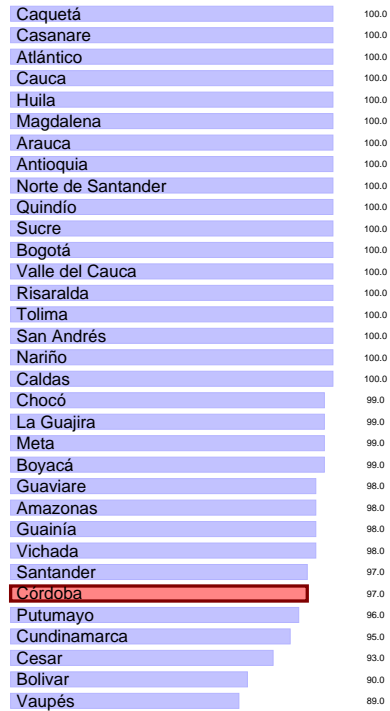 Caquetá 100.0
Casanare 100.0
Atlántico 100.0
Cauca 100.0
Huila 100.0
Magdalena 100.0
Arauca 100.0
Antioquia 100.0
Norte de Santander 100.0
Quindío 100.0
Sucre 100.0
Bogotá 100.0
Valle del Cauca 100.0
Risaralda 100.0
Tolima 100.0
San Andrés 100.0
Nariño 100.0
Caldas 100.0
Chocó 99.0
La Guajira 99.0
Meta 99.0
Boyacá 99.0
Guaviare 98.0
Amazonas 98.0
Guainía 98.0
Vichada 98.0
Santander 97.0
Córdoba 97.0
Putumayo 96.0
Cundinamarca 95.0
Cesar 93.0
Bolivar 90.0
Vaupés 89.0